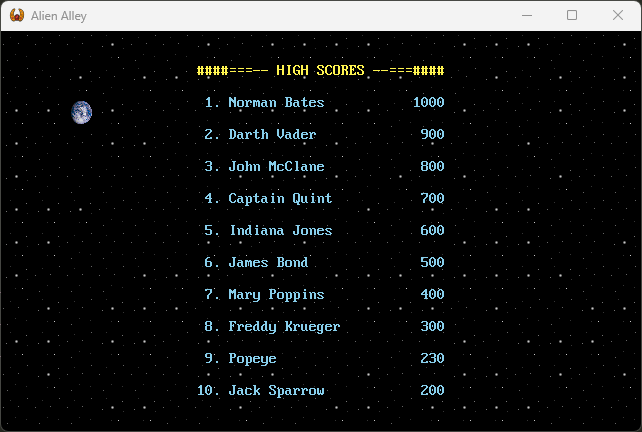 Alien Alley
####===-- HIGH SCORES --===####
1. Norman Bates 1000
2. Darth Vader 900
3. John McClane 800
4. Captain Quint 700
5. Indiana Jones 600
6. James Bond 500
7. Mary Poppins 400
8. Freddy Krueger 300
9. Popeye 230
10. Jack Sparrow 200